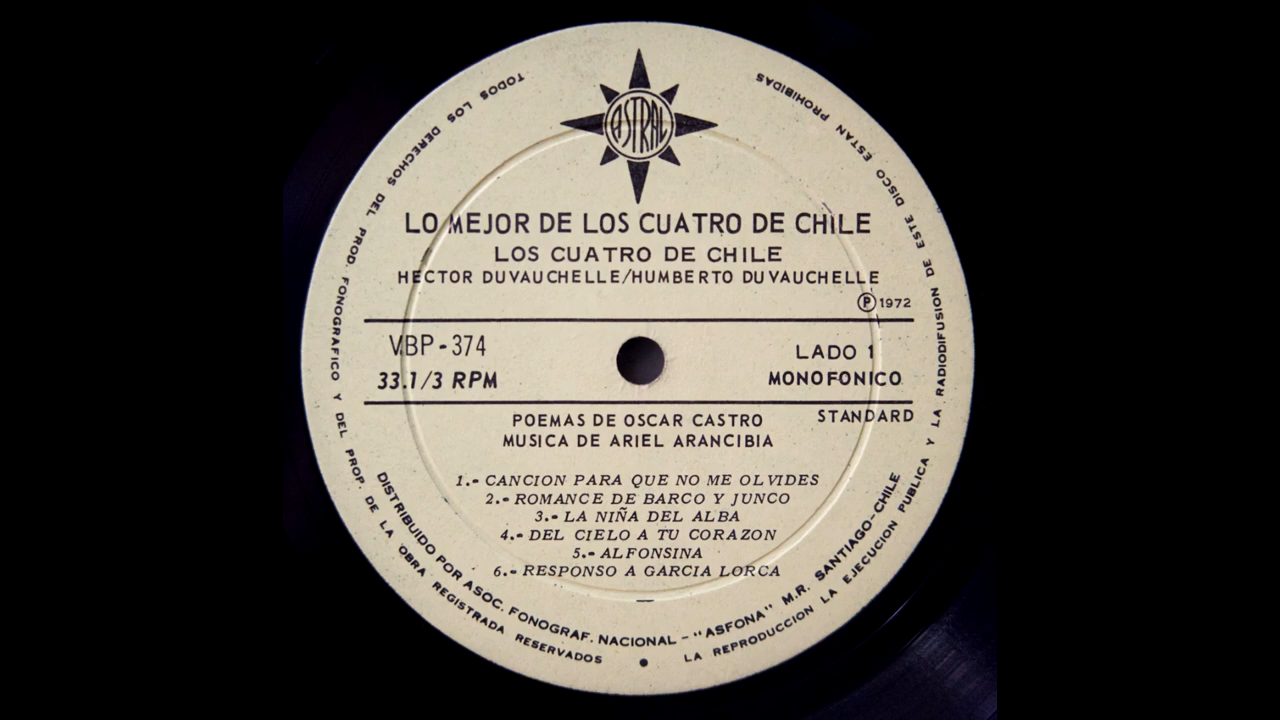 ASTRAL
LO MEJOR DE LOS CUATRO DE CHILE
LOS CUATRO DE CHILE
HECTOR DUVAUCHELLE/HUMBERTO DUVAUCHELLE
Ⓟ 1972
VBP-374
33.1/3 RPM
LADO 1
MONOFONICO
STANDARD
POEMAS DE OSCAR CASTRO
MUSICA DE ARIEL ARANCIBIA
1.- CANCION PARA QUE NO ME OLVIDES
2.- ROMANCE DE BARCO Y JUNCO
3.- LA NIÑA DEL ALBA
4.- DEL CIELO A TU CORAZON
5.- ALFONSINA
6.- RESPONSO A GARCIA LORCA
DISTRIBUIDO POR ASOC. FONOGRAF. NACIONAL - "ASFONA" M.R. SANTIAGO-CHILE
TODOS LOS DERECHOS DEL PROD. FONOGRAFICO Y DEL PROP. DE LA OBRA REGISTRADA RESERVADOS • LA REPRODUCCION LA EJECUCION PUBLICA Y LA RADIODIFUSION DE ESTE DISCO ESTAN PROHIBIDAS